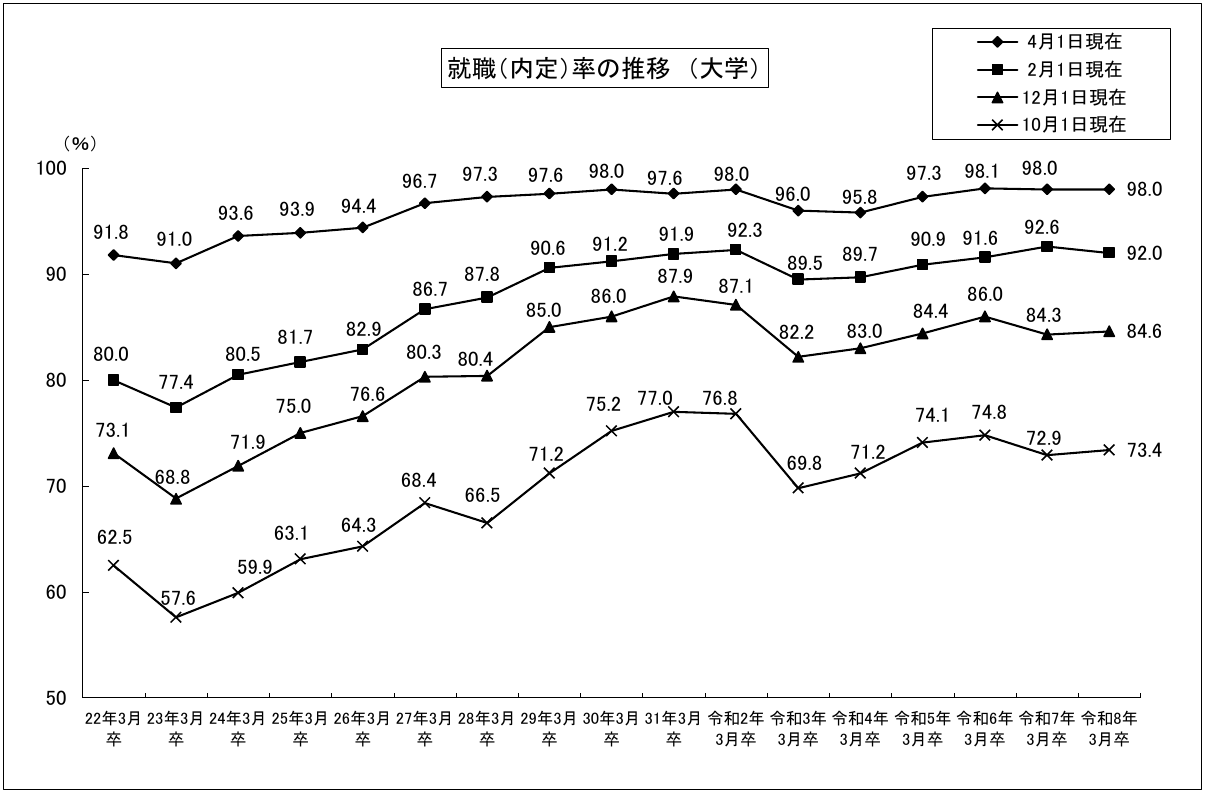 就職(内定)率の推移 (大学)
4月1日現在
2月1日現在
12月1日現在
10月1日現在
(%)
100
90
80
70
60
50
91.8 91.0 93.6 93.9 94.4 96.7 97.3 97.6 98.0 97.6 98.0 96.0 95.8 97.3 98.1 98.0 98.0
80.0 77.4 80.5 81.7 82.9 86.7 87.8 90.6 91.2 91.9 92.3 89.5 89.7 90.9 91.6 92.6 92.0
73.1 68.8 71.9 75.0 76.6 80.3 80.4 85.0 86.0 87.9 87.1 82.2 83.0 84.4 86.0 84.3 84.6
62.5 57.6 59.9 63.1 64.3 68.4 66.5 71.2 75.2 77.0 76.8 69.8 71.2 74.1 74.8 72.9 73.4
22年3月 23年3月 24年3月 25年3月 26年3月 27年3月 28年3月 29年3月 30年3月 31年3月 令和2年 令和3年 令和4年 令和5年 令和6年 令和7年 令和8年
卒 卒 卒 卒 卒 卒 卒 卒 卒 卒 3月卒 3月卒 3月卒 3月卒 3月卒 3月卒 3月卒